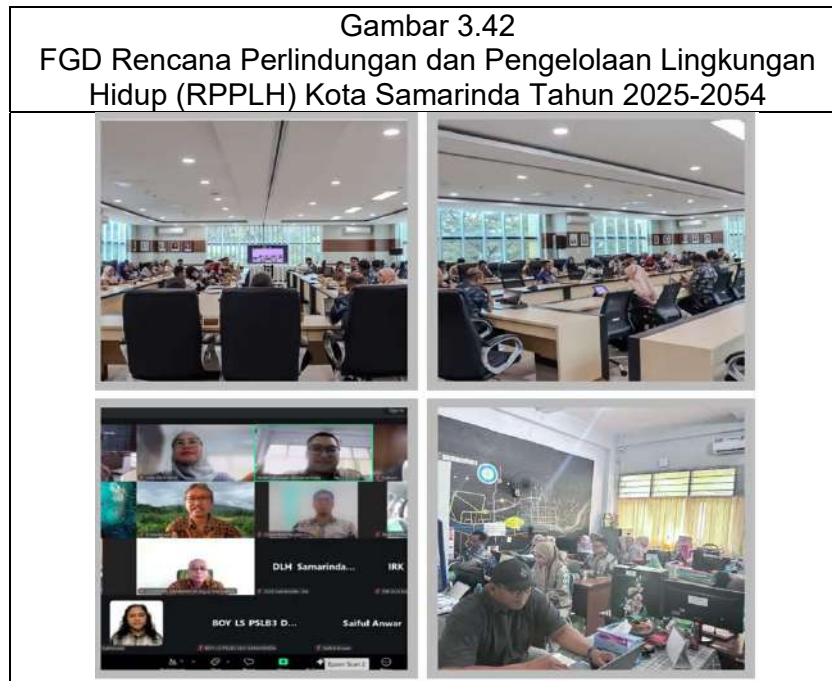 Gambar 3.42
FGD Rencana Perlindungan dan Pengelolaan Lingkungan
Hidup (RPPLH) Kota Samarinda Tahun 2025-2054
DLH Samarinda...
IRK
BOY LS PSLB3 D...
Saiful Anwar